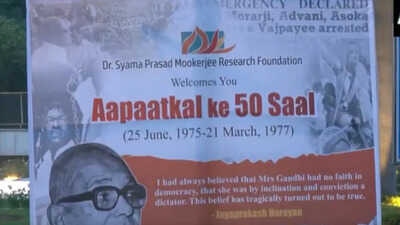 EMERGENCY DECLARED
Morarji, Advani, Asoka
Vajpayee arrested
Dr. Syama Prasad Mookerjee Research Foundation
Welcomes You
Aapaatkal ke 50 Saal
(25 June, 1975-21 March, 1977)
I had always believed that Mrs Gandhi had no faith in
democracy, that she was by inclination and conviction a
dictator. This belief has tragically turned out to be true.
- Jayaprakash Narayan